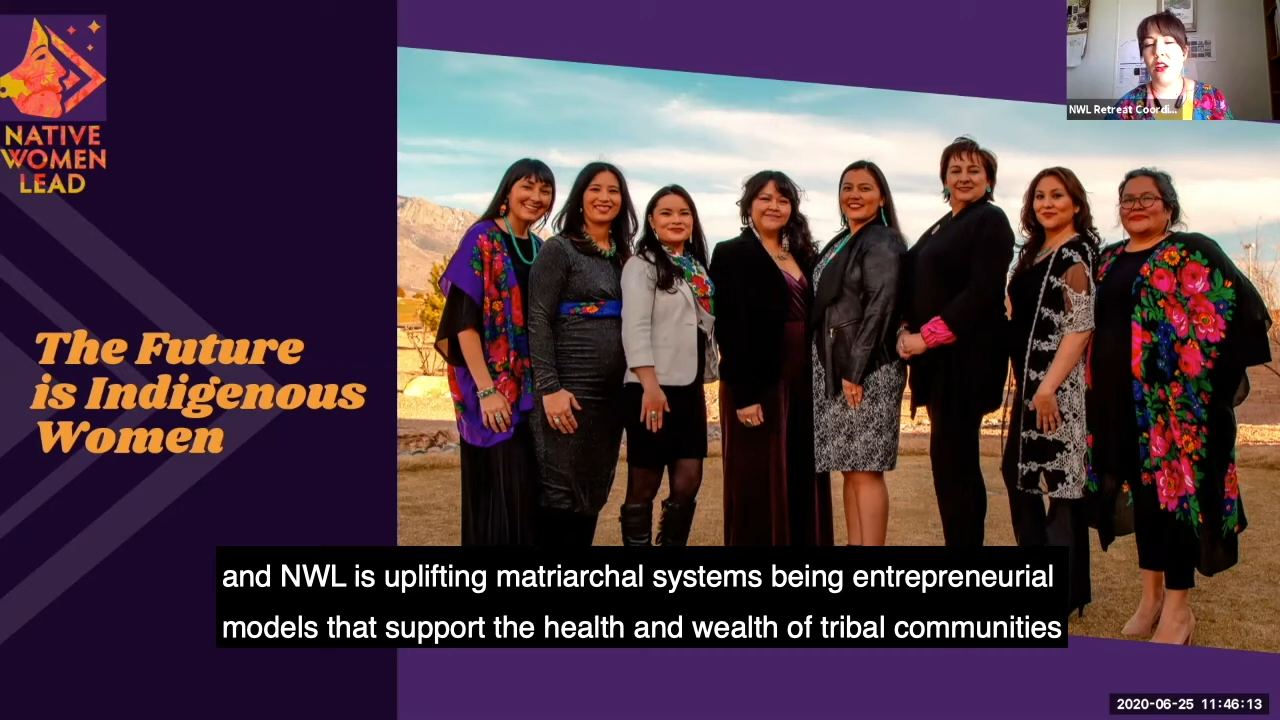 NATIVE
WOMEN
LEAD
NWL Retreat Coordi...
The Future
is Indigenous
Women
and NWL is uplifting matriarchal systems being entrepreneurial
models that support the health and wealth of tribal communities
2020-06-25 11:46:13